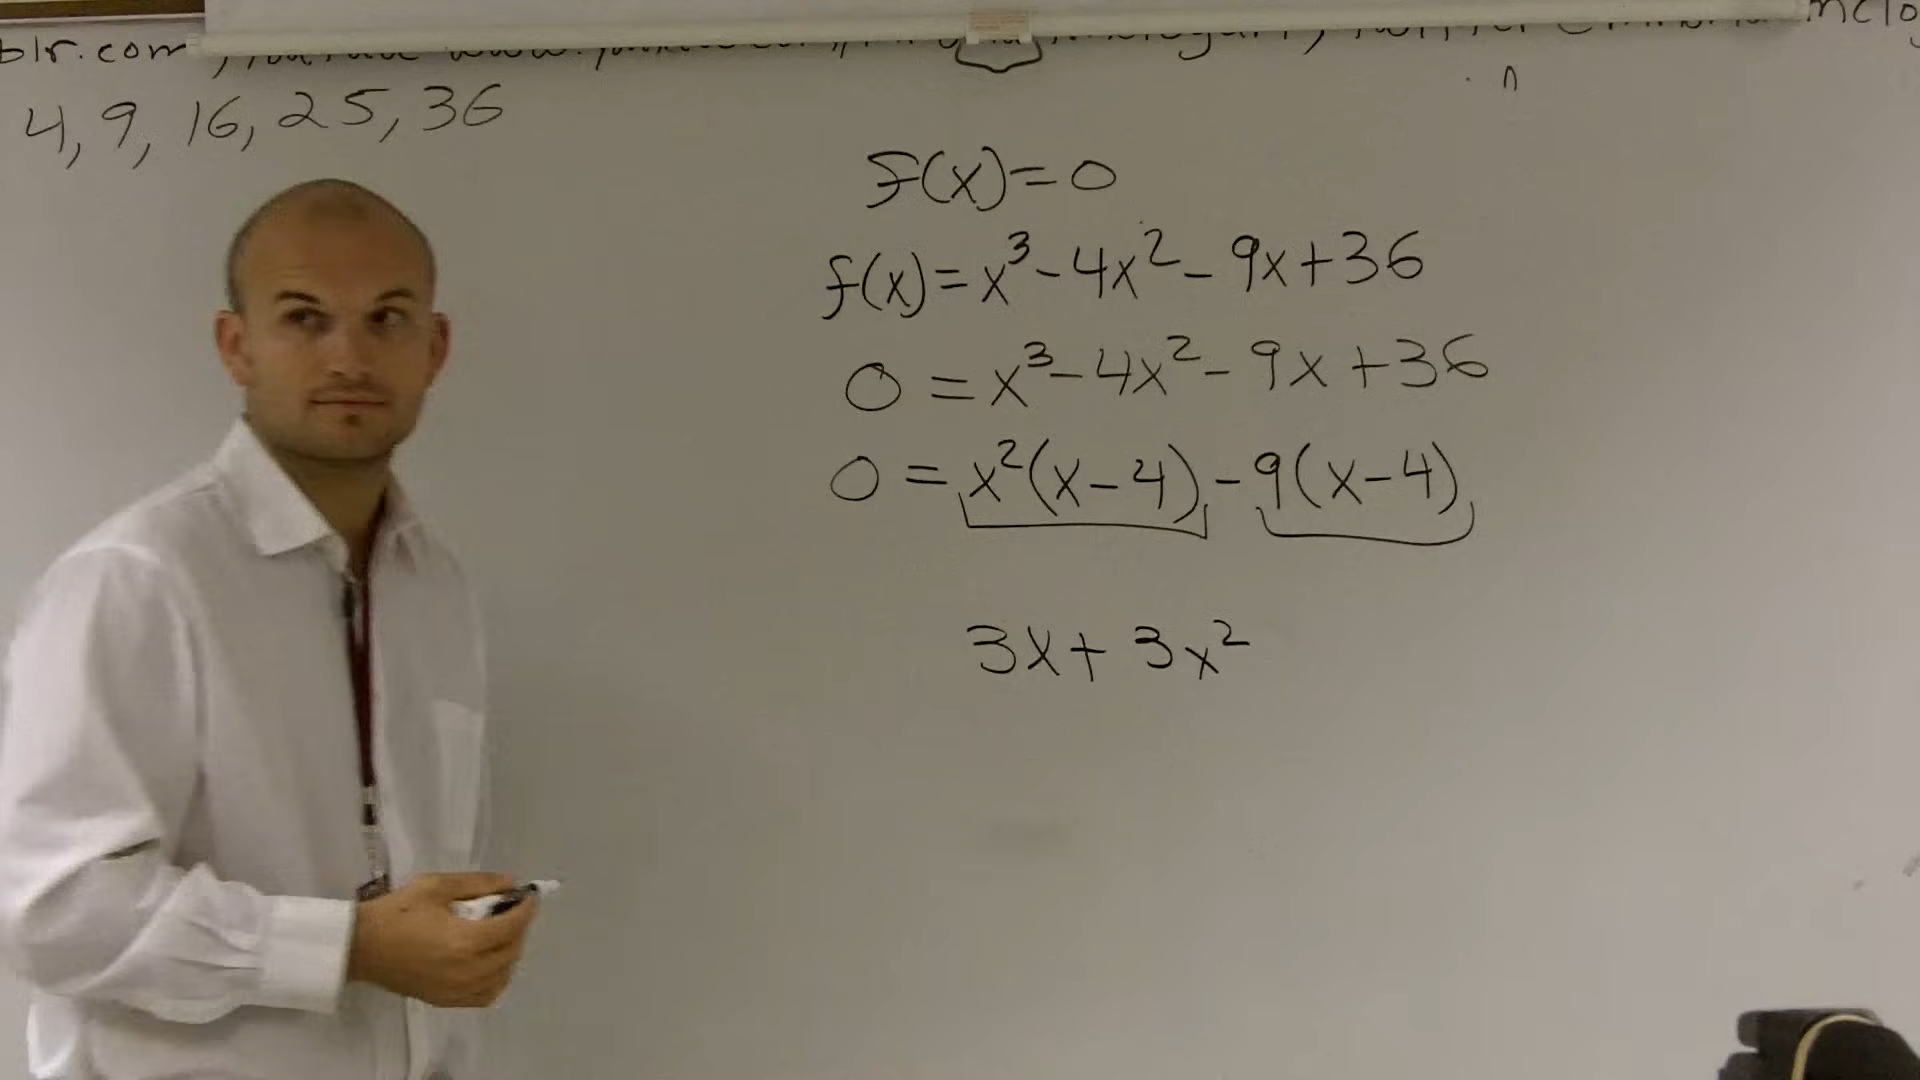 blr.com
4, 9, 16, 25, 36
n
f(x)=0
f(x)=x³-4x²-9x+36
0=x³-4x²-9x+36
0=x²(x-4)-9(x-4)
3x+3x²